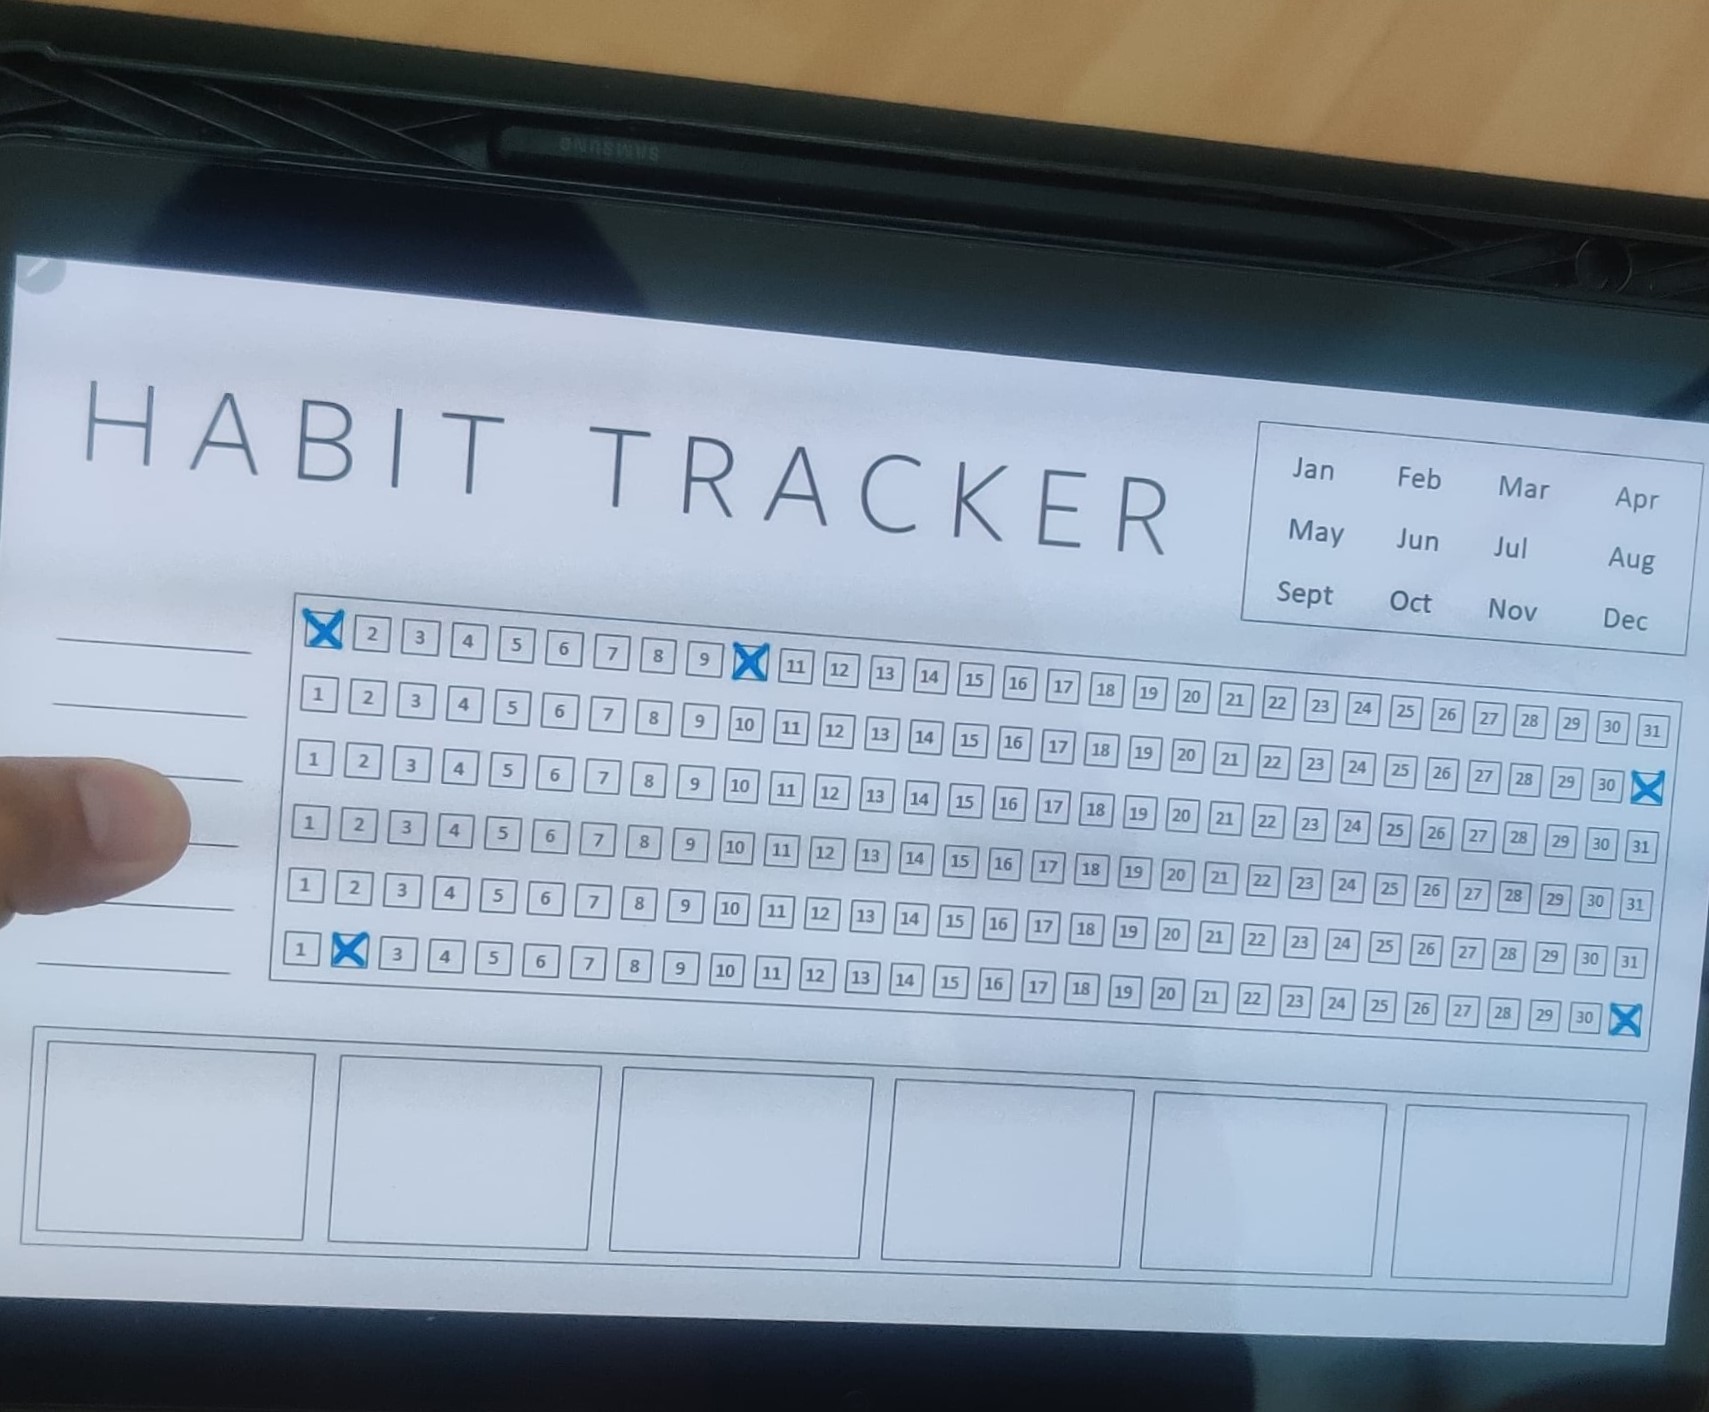 SAMSUNG
HABIT TRACKER
Jan Feb Mar Apr
May Jun Jul Aug
Sept Oct Nov Dec
2 3 4 5 6 7 8 9 11 12 13 14 15 16 17 18 19 20 21 22 23 24 25 26 27 28 29 30 31
1 2 3 4 5 6 7 8 9 10 11 12 13 14 15 16 17 18 19 20 21 22 23 24 25 26 27 28 29 30
1 2 3 4 5 6 7 8 9 10 11 12 13 14 15 16 17 18 19 20 21 22 23 24 25 26 27 28 29 30 31
1 2 3 4 5 6 7 8 9 10 11 12 13 14 15 16 17 18 19 20 21 22 23 24 25 26 27 28 29 30 31
1 2 3 4 5 6 7 8 9 10 11 12 13 14 15 16 17 18 19 20 21 22 23 24 25 26 27 28 29 30 31
1 3 4 5 6 7 8 9 10 11 12 13 14 15 16 17 18 19 20 21 22 23 24 25 26 27 28 29 30